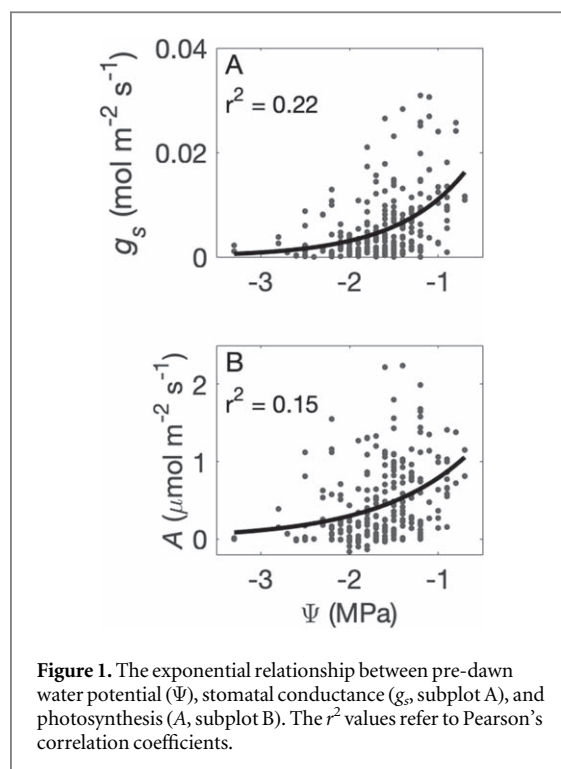 0.04
A
r² = 0.22
0.02
0
gₛ (mol m⁻² s⁻¹)
-3 -2 -1
B
r² = 0.15
2
1
0
A (μmol m⁻² s⁻¹)
-3 -2 -1
Ψ (MPa)
Figure 1. The exponential relationship between pre-dawn
water potential (Ψ), stomatal conductance (gₛ, subplot A), and
photosynthesis (A, subplot B). The r² values refer to Pearson's
correlation coefficients.